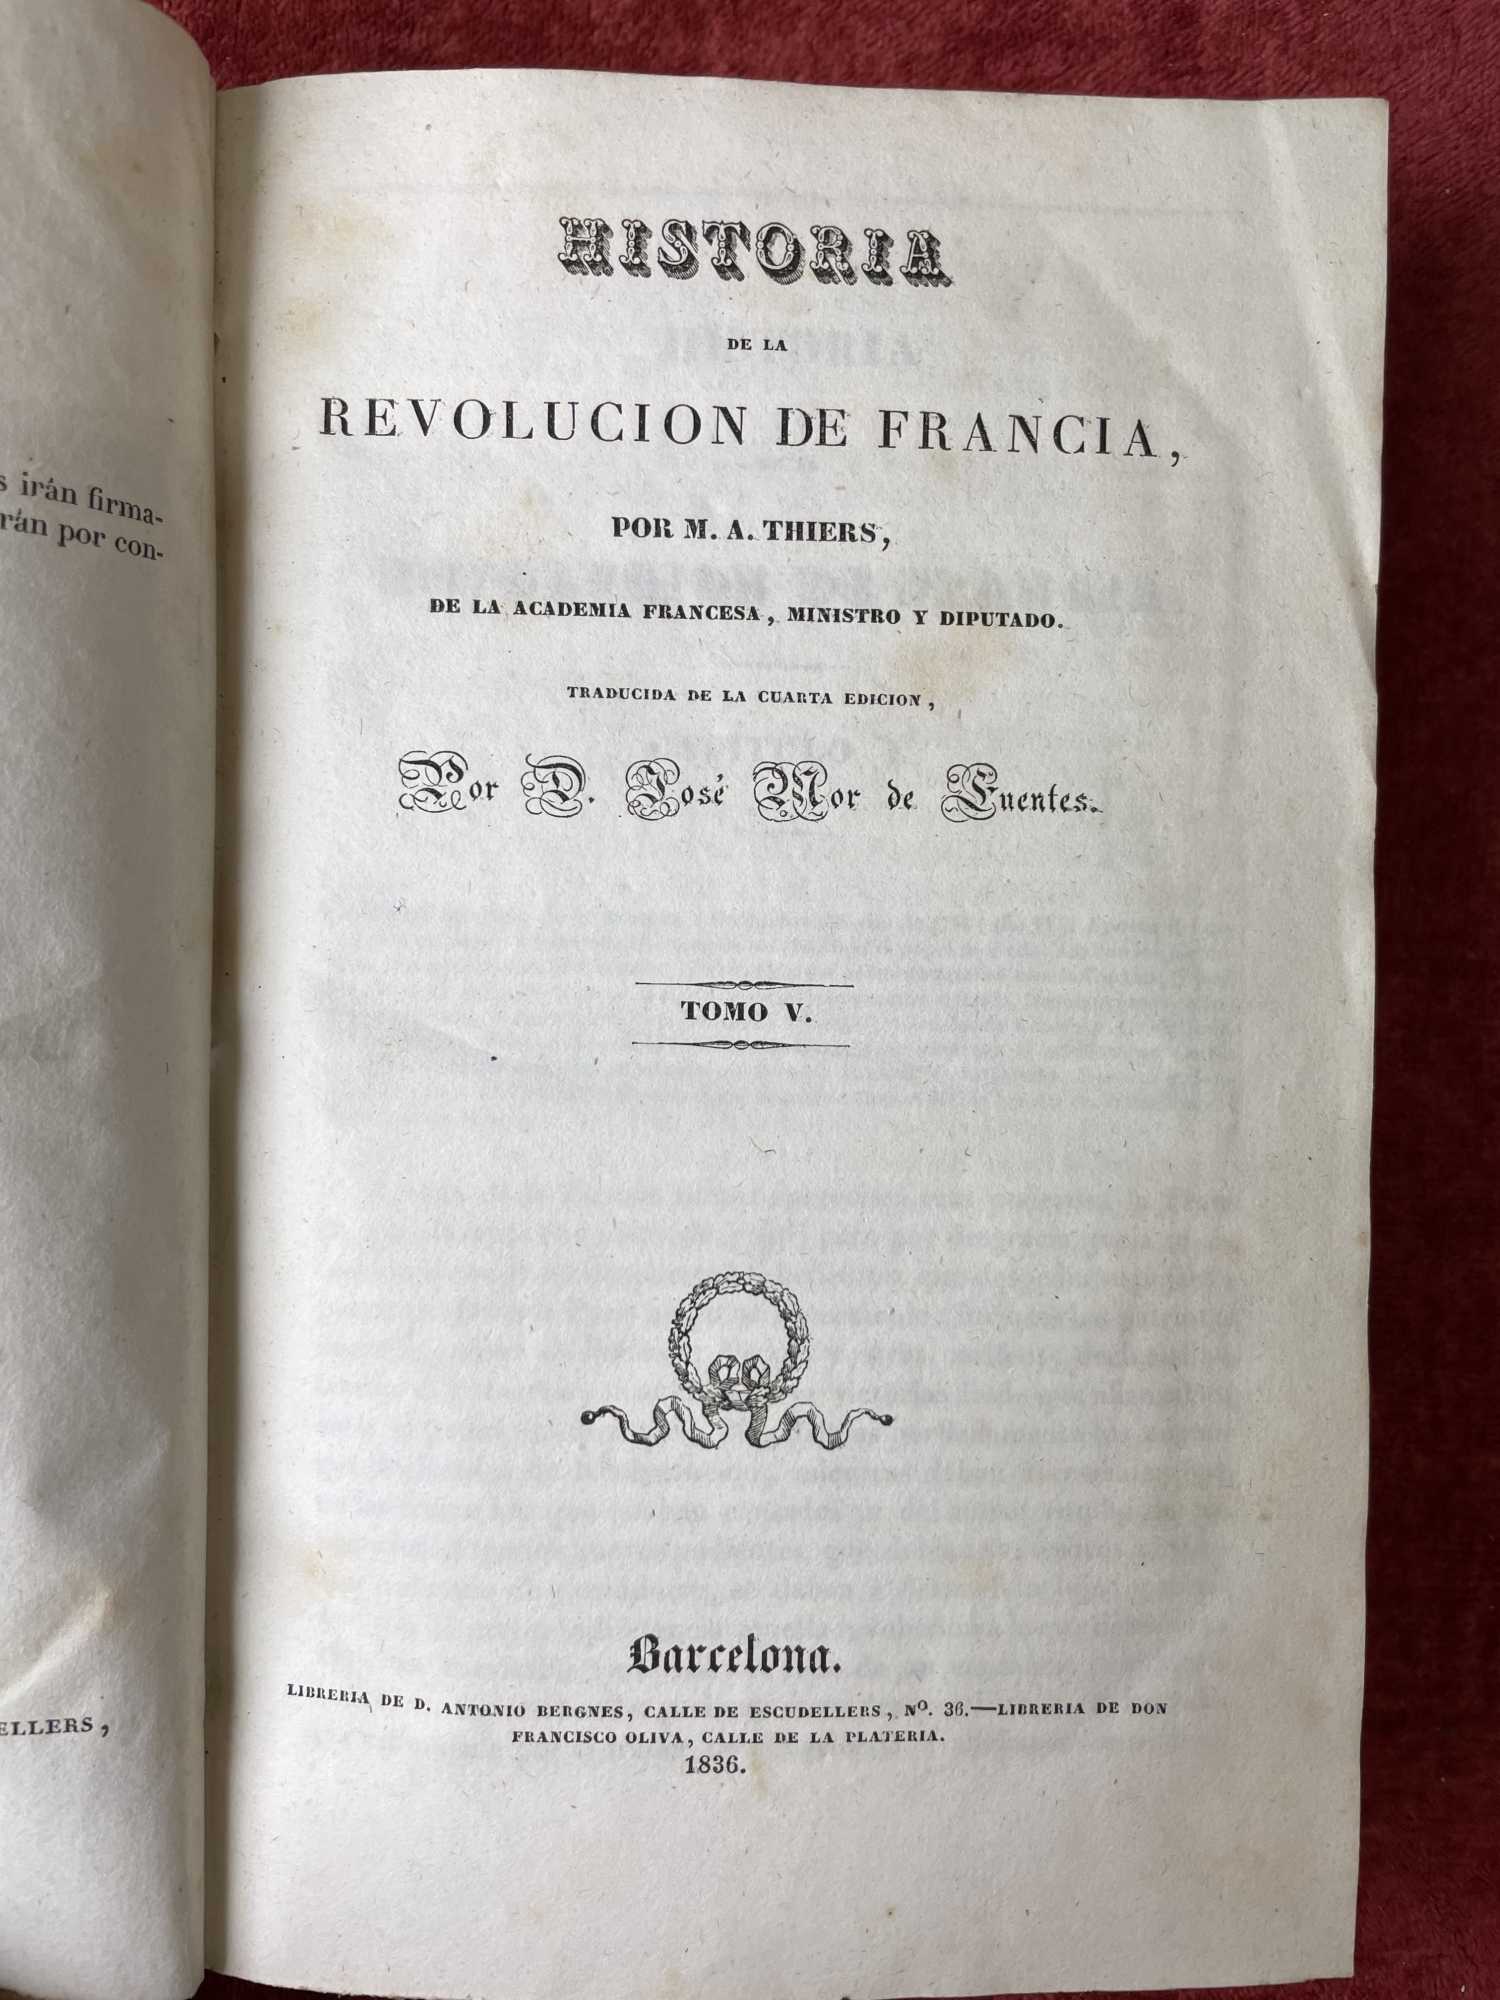 s irán firma-
rán por con-
ELLERS,
HISTORIA
DE LA
REVOLUCION DE FRANCIA,
POR M. A. THIERS,
DE LA ACADEMIA FRANCESA, MINISTRO Y DIPUTADO.
TRADUCIDA DE LA CUARTA EDICION,
Por D. José Mor de Fuentes.
TOMO V.
Barcelona.
LIBRERIA DE D. ANTONIO BERGNES, CALLE DE ESCUDELLERS, Nº. 36.—LIBRERIA DE DON
FRANCISCO OLIVA, CALLE DE LA PLATERIA.
1836.